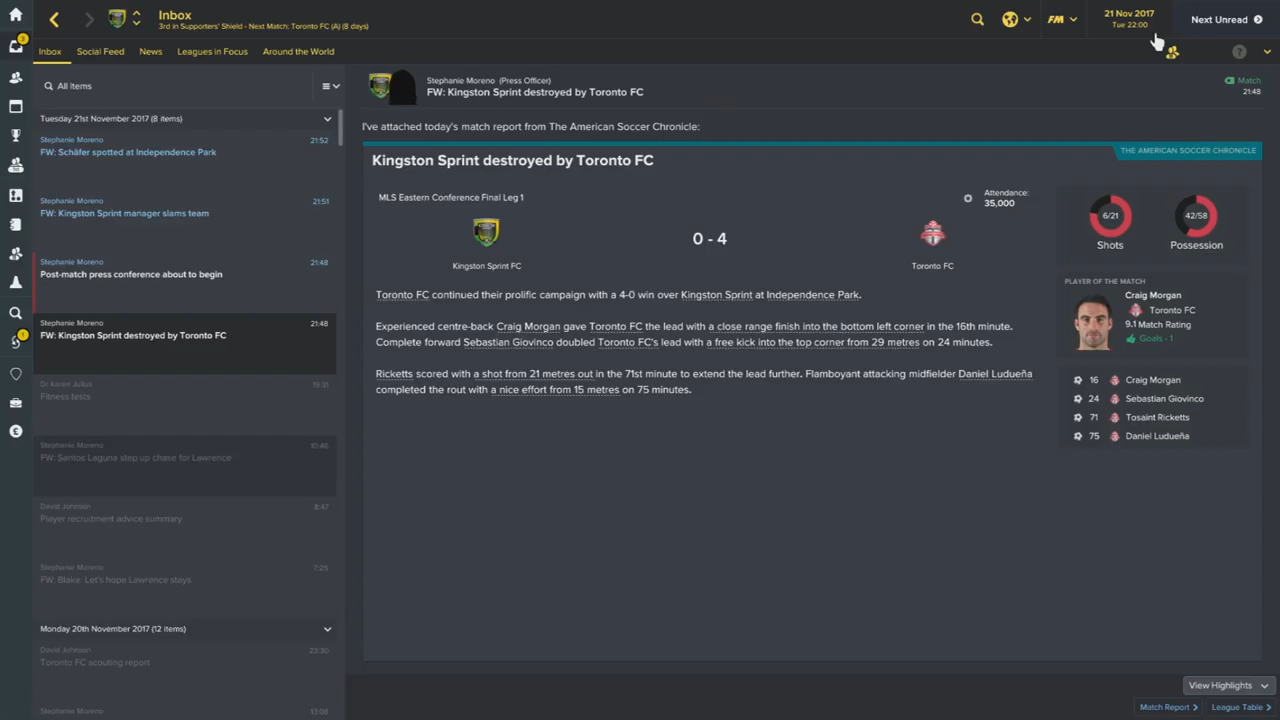 Inbox
3rd in Supporters' Shield - Next Match: Toronto FC (A) (8 days)
FM
21 Nov 2017
Tue 22:00
Next Unread
Inbox
Social Feed
News
Leagues in Focus
Around the World
All Items
Tuesday 21st November 2017 (8 items)
Stephanie Moreno 21:52
FW: Schäfer spotted at Independence Park
Stephanie Moreno 21:51
FW: Kingston Sprint manager slams team
Stephanie Moreno 21:48
Post-match press conference about to begin
Stephanie Moreno 21:48
FW: Kingston Sprint destroyed by Toronto FC
Dr Karen Julius 19:31
Fitness tests
Stephanie Moreno 10:46
FW: Santos Laguna step up chase for Lawrence
David Johnson 8:47
Player recruitment advice summary
Stephanie Moreno 7:25
FW: Blake: Let's hope Lawrence stays
Monday 20th November 2017 (12 items)
David Johnson 23:30
Toronto FC scouting report
Stephanie Moreno 13:08
Stephanie Moreno (Press Officer)
FW: Kingston Sprint destroyed by Toronto FC
Match
21:48
I've attached today's match report from The American Soccer Chronicle:
THE AMERICAN SOCCER CHRONICLE
Kingston Sprint destroyed by Toronto FC
MLS Eastern Conference Final Leg 1
Attendance:
35,000
0 - 4
Kingston Sprint FC
Toronto FC
Toronto FC continued their prolific campaign with a 4-0 win over Kingston Sprint at Independence Park.
Experienced centre-back Craig Morgan gave Toronto FC the lead with a close range finish into the bottom left corner in the 16th minute.
Complete forward Sebastian Giovinco doubled Toronto FC's lead with a free kick into the top corner from 29 metres on 24 minutes.
Ricketts scored with a shot from 21 metres out in the 71st minute to extend the lead further. Flamboyant attacking midfielder Daniel Ludueña
completed the rout with a nice effort from 15 metres on 75 minutes.
6/21
Shots
42/58
Possession
PLAYER OF THE MATCH
Craig Morgan
Toronto FC
9.1 Match Rating
Goals - 1
16 Craig Morgan
24 Sebastian Giovinco
71 Tosaint Ricketts
75 Daniel Ludueña
View Highlights
Match Report
League Table